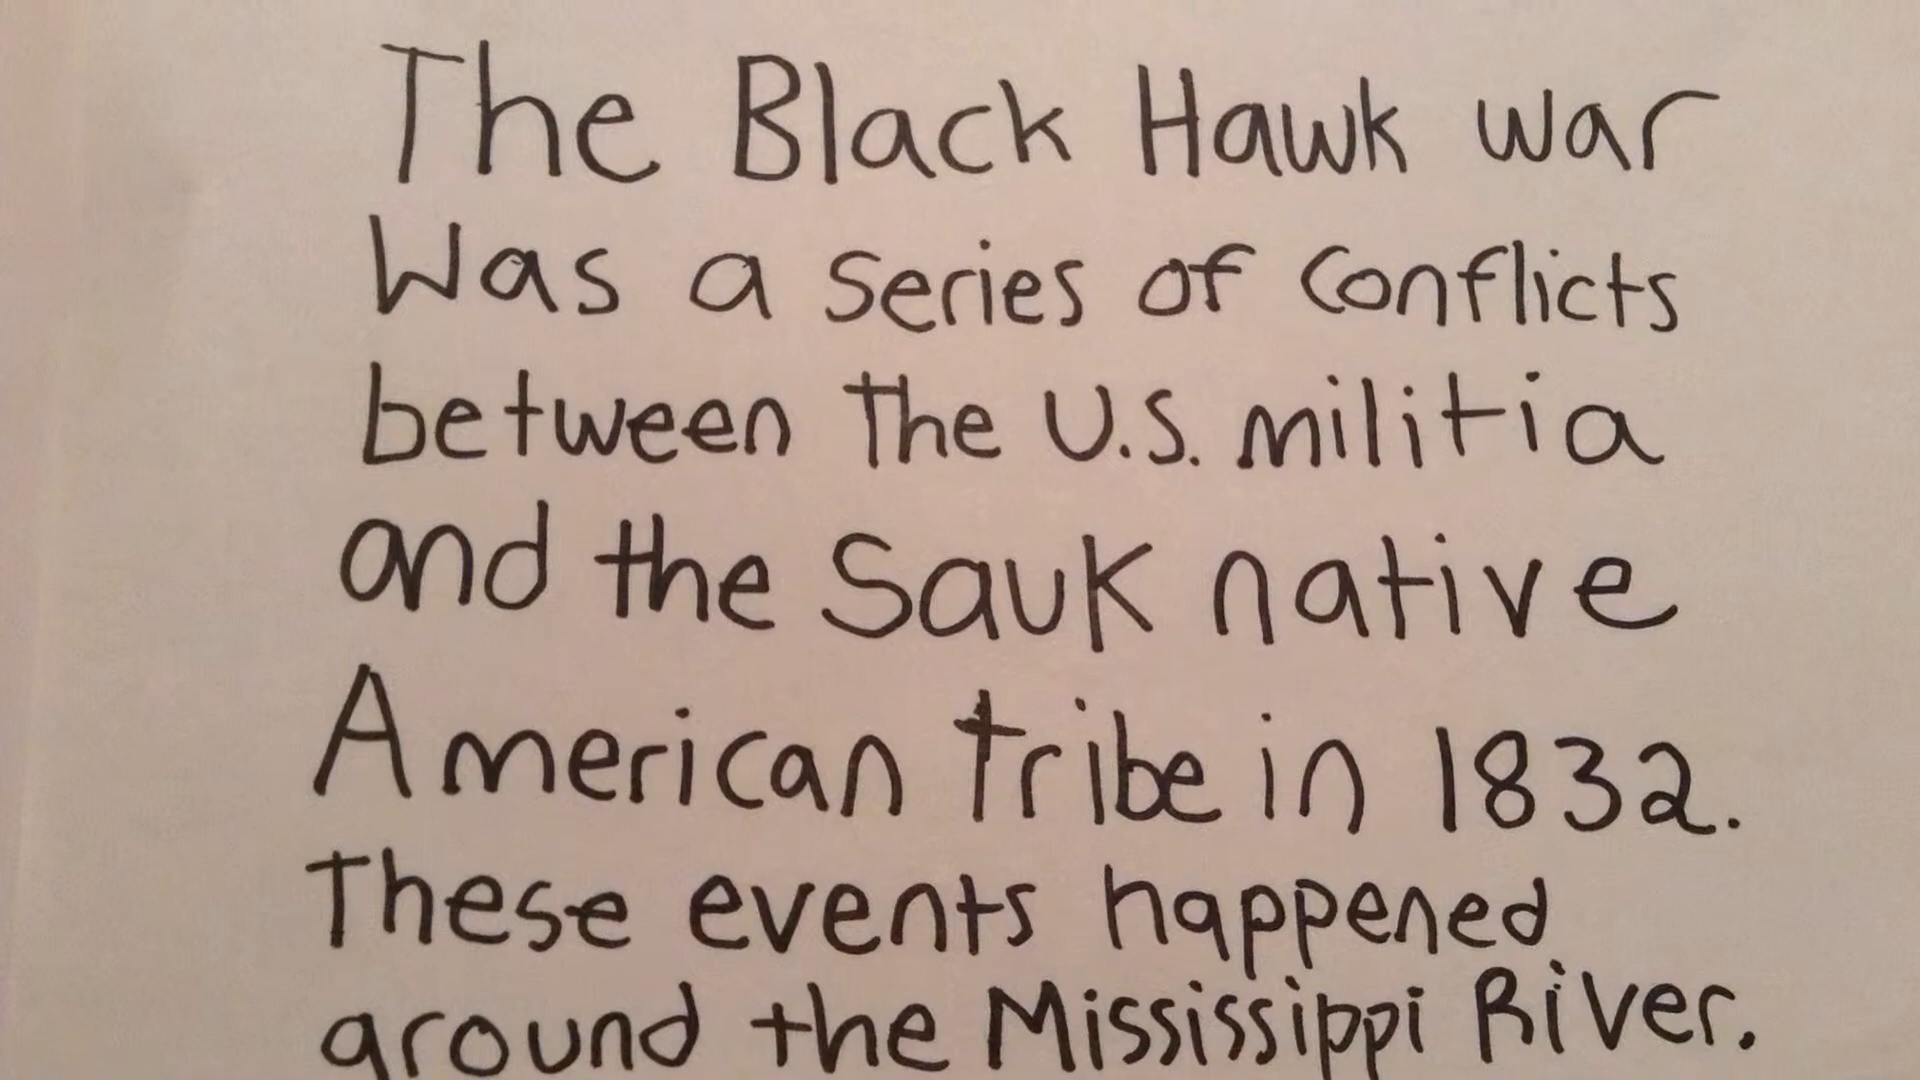 The Black Hawk war
Was a series of conflicts
between the U.S. militia
and the Sauk native
American tribe in 1832.
These events happened
around the Mississippi River.